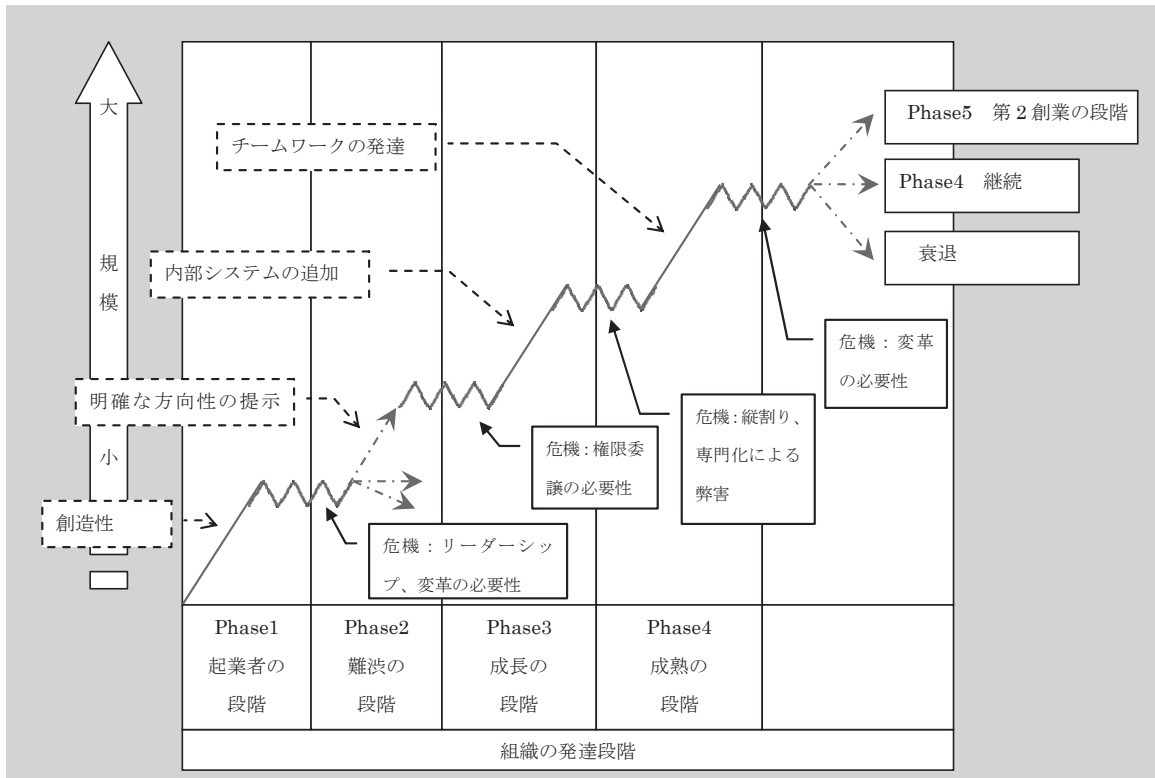 大
規
模
小
チームワークの発達
内部システムの追加
明確な方向性の提示
創造性
Phase5 第2創業の段階
Phase4 継続
衰退
危機：変革
の必要性
危機：縦割り、
専門化による
弊害
危機：権限委
譲の必要性
危機：リーダーシッ
プ、変革の必要性
Phase1
起業者の
段階
Phase2
難渋の
段階
Phase3
成長の
段階
Phase4
成熟の
段階
組織の発達段階